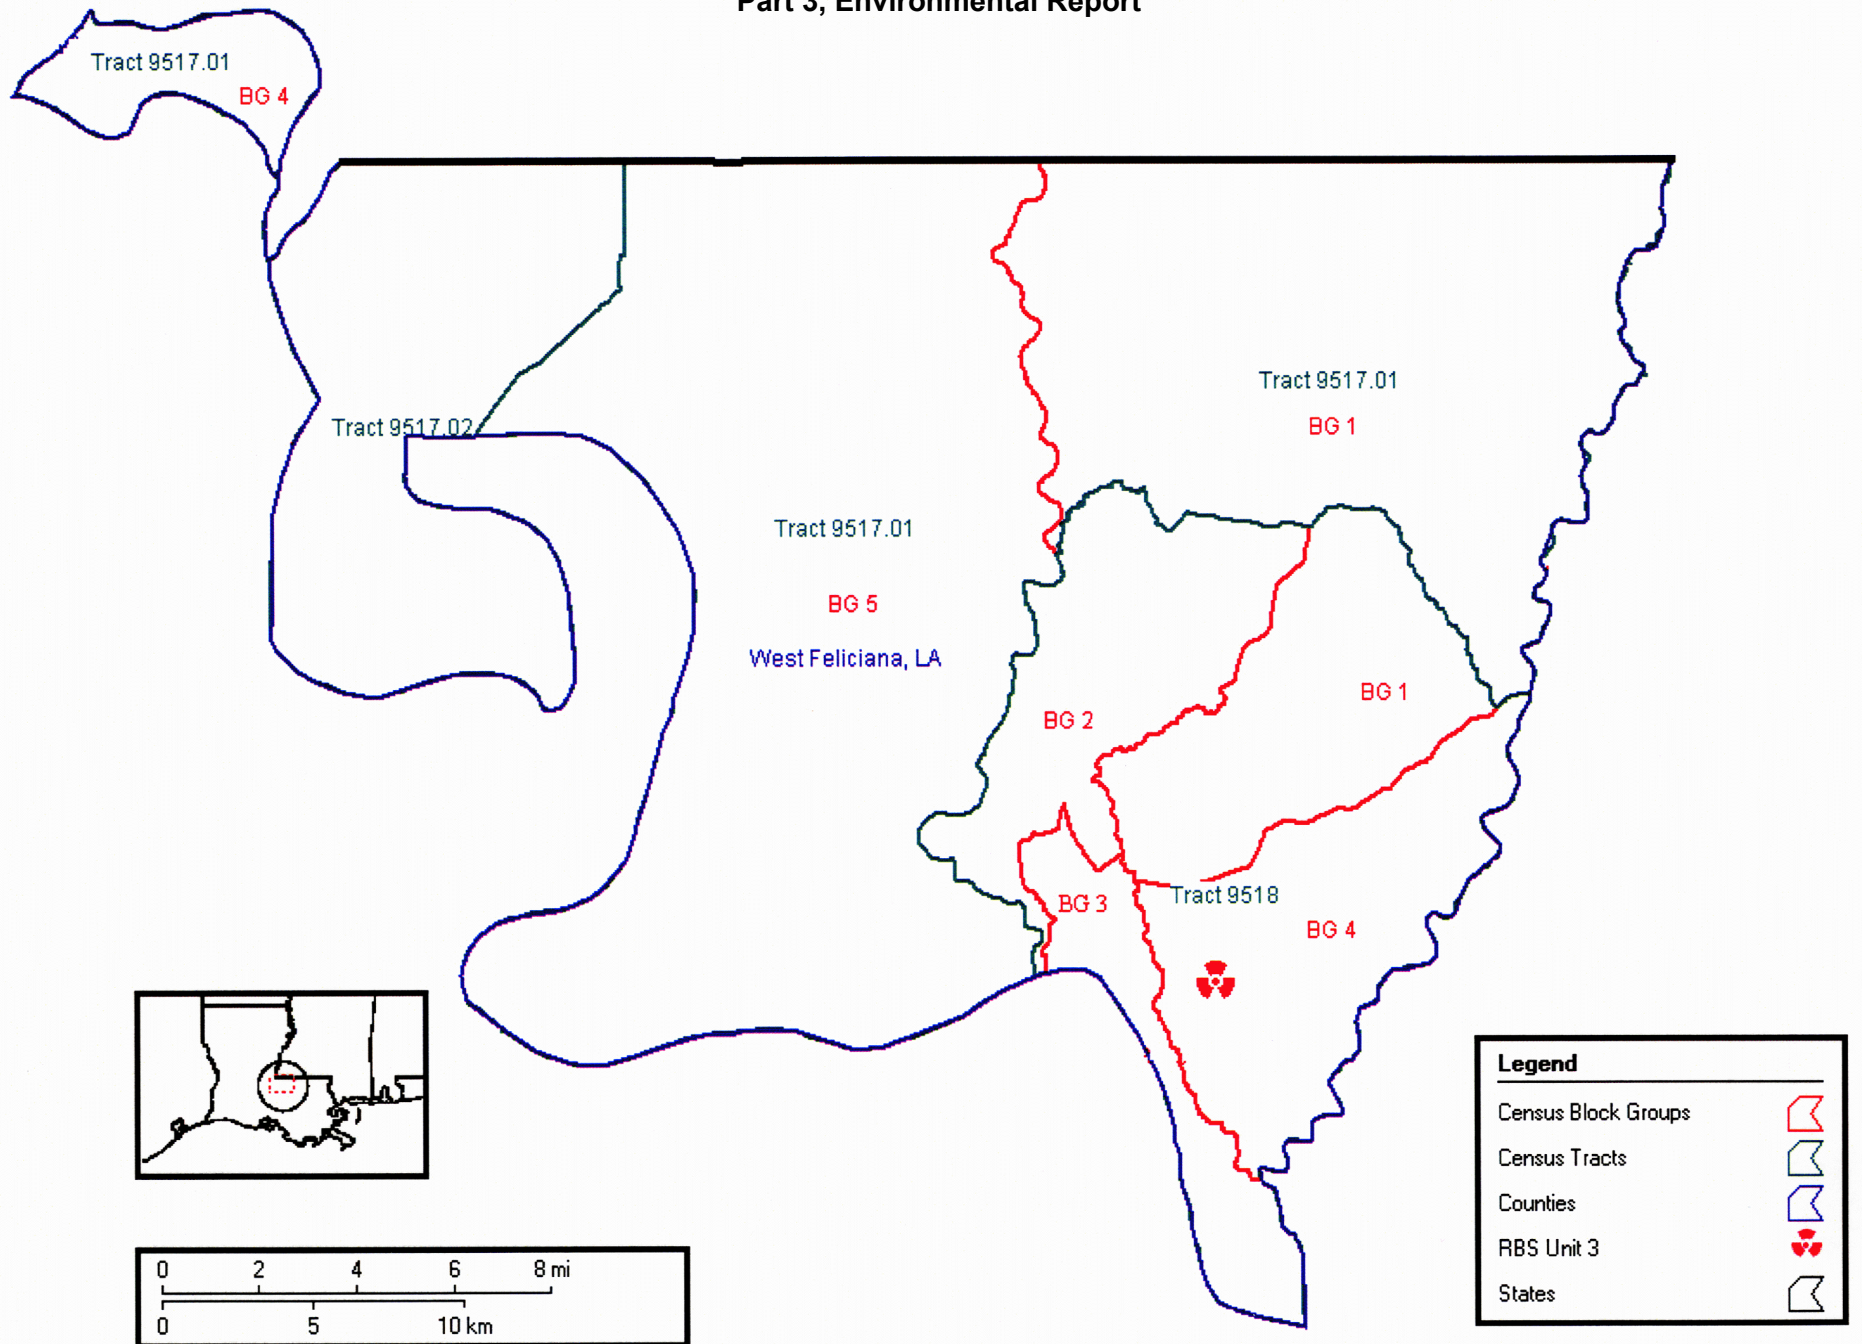 Part 3, Environmental Report
Tract 9517.01
BG 4
Tract 9517.01
BG 1
Tract 9517.02
Tract 9517.01
BG 5
West Feliciana, LA
BG 1
BG 2
Tract 9518
BG 3
BG 4
Legend
Census Block Groups
Census Tracts
Counties
RBS Unit 3
States
0 2 4 6 8 mi
0 5 10 km